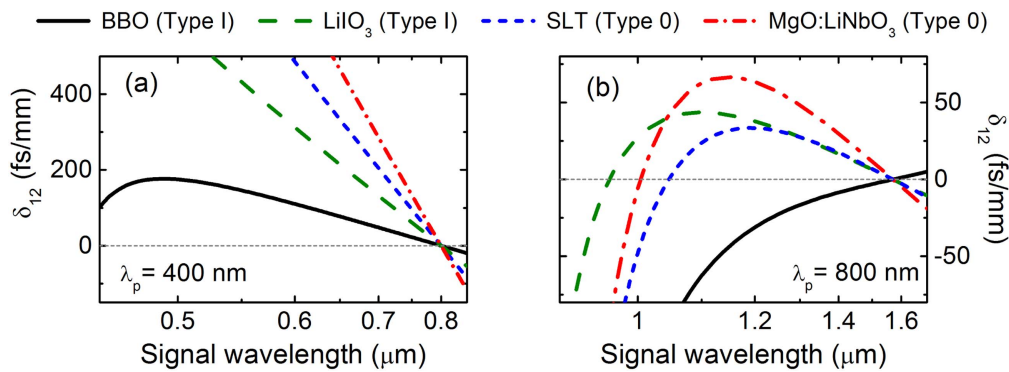 BBO (Type I) LiIO3 (Type I) SLT (Type 0) MgO:LiNbO3 (Type 0)
(a)
400
200
0
δ12 (fs/mm)
λp = 400 nm
0.5 0.6 0.7 0.8
Signal wavelength (μm)
(b)
50
0
-50
δ12 (fs/mm)
λp = 800 nm
1 1.2 1.4 1.6
Signal wavelength (μm)